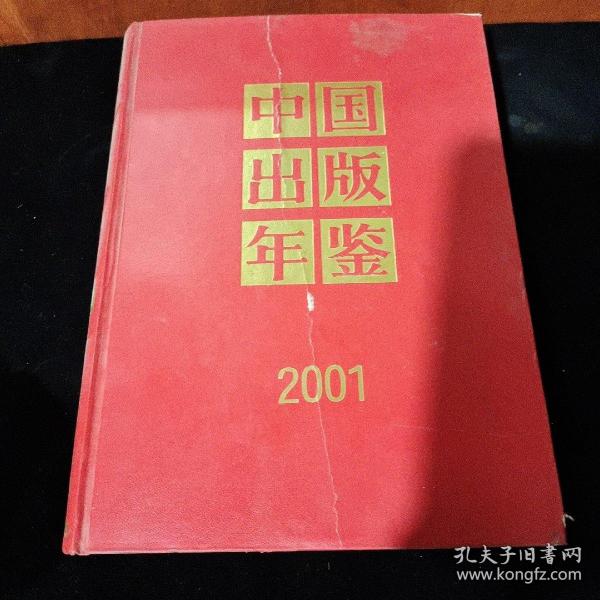 中国
出版
年鉴
2001
孔夫子旧书网
www.kongfz.com